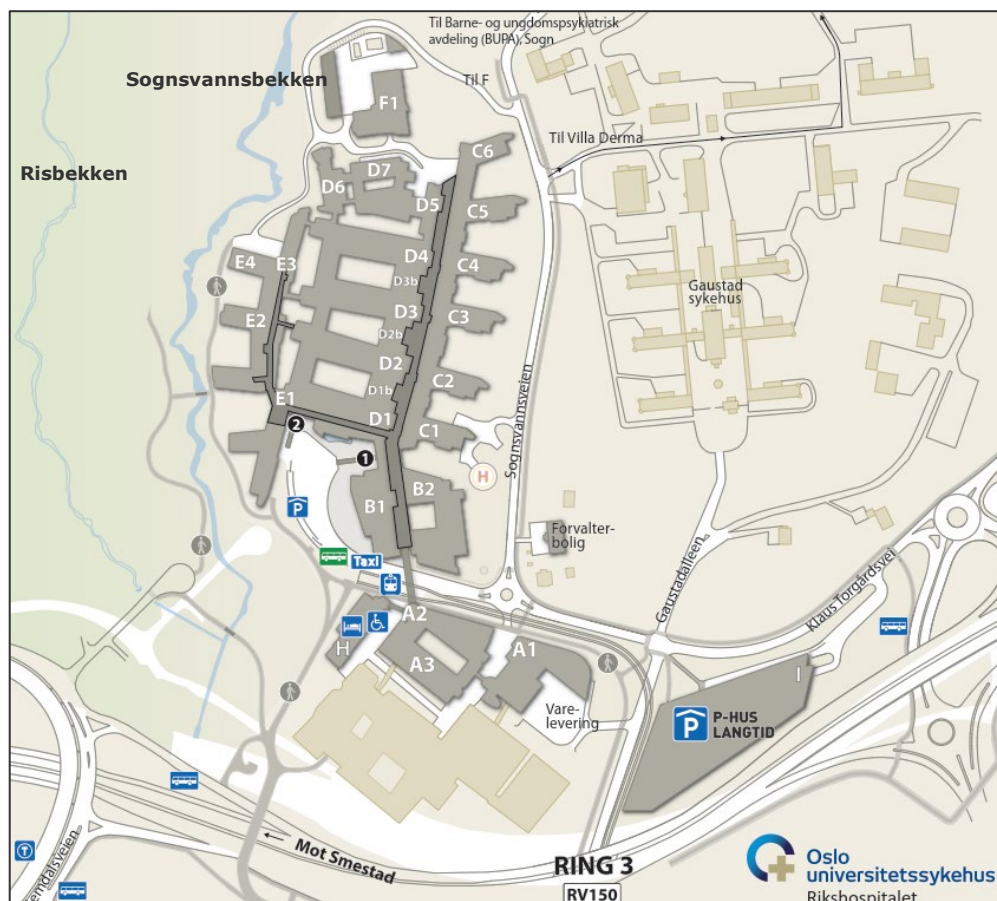 Til Barne- og ungdomspsykiatrisk
avdeling (BUPA), Sogn
Sognsvannsbekken
Til F
F1
Til Villa Derma
Risbekken
C6
D7
D6
D5
C5
E4
E3
D4
C4
D3b
Gaustad
sykehus
E2
D3
C3
D2b
D2
C2
D1b
E1
D1
C1
2
1
H
Sognsvannsveien
B2
B1
P
Forvalter-
bolig
Taxi
Gaustadalleen
Klaus Torgårdsvei
A2
H
A3
A1
Vare-
levering
P
P-HUS
LANGTID
Mot Smestad
RING 3
RV150
T
emdalsveien
Oslo
universitetssykehus
Rikshospitalet